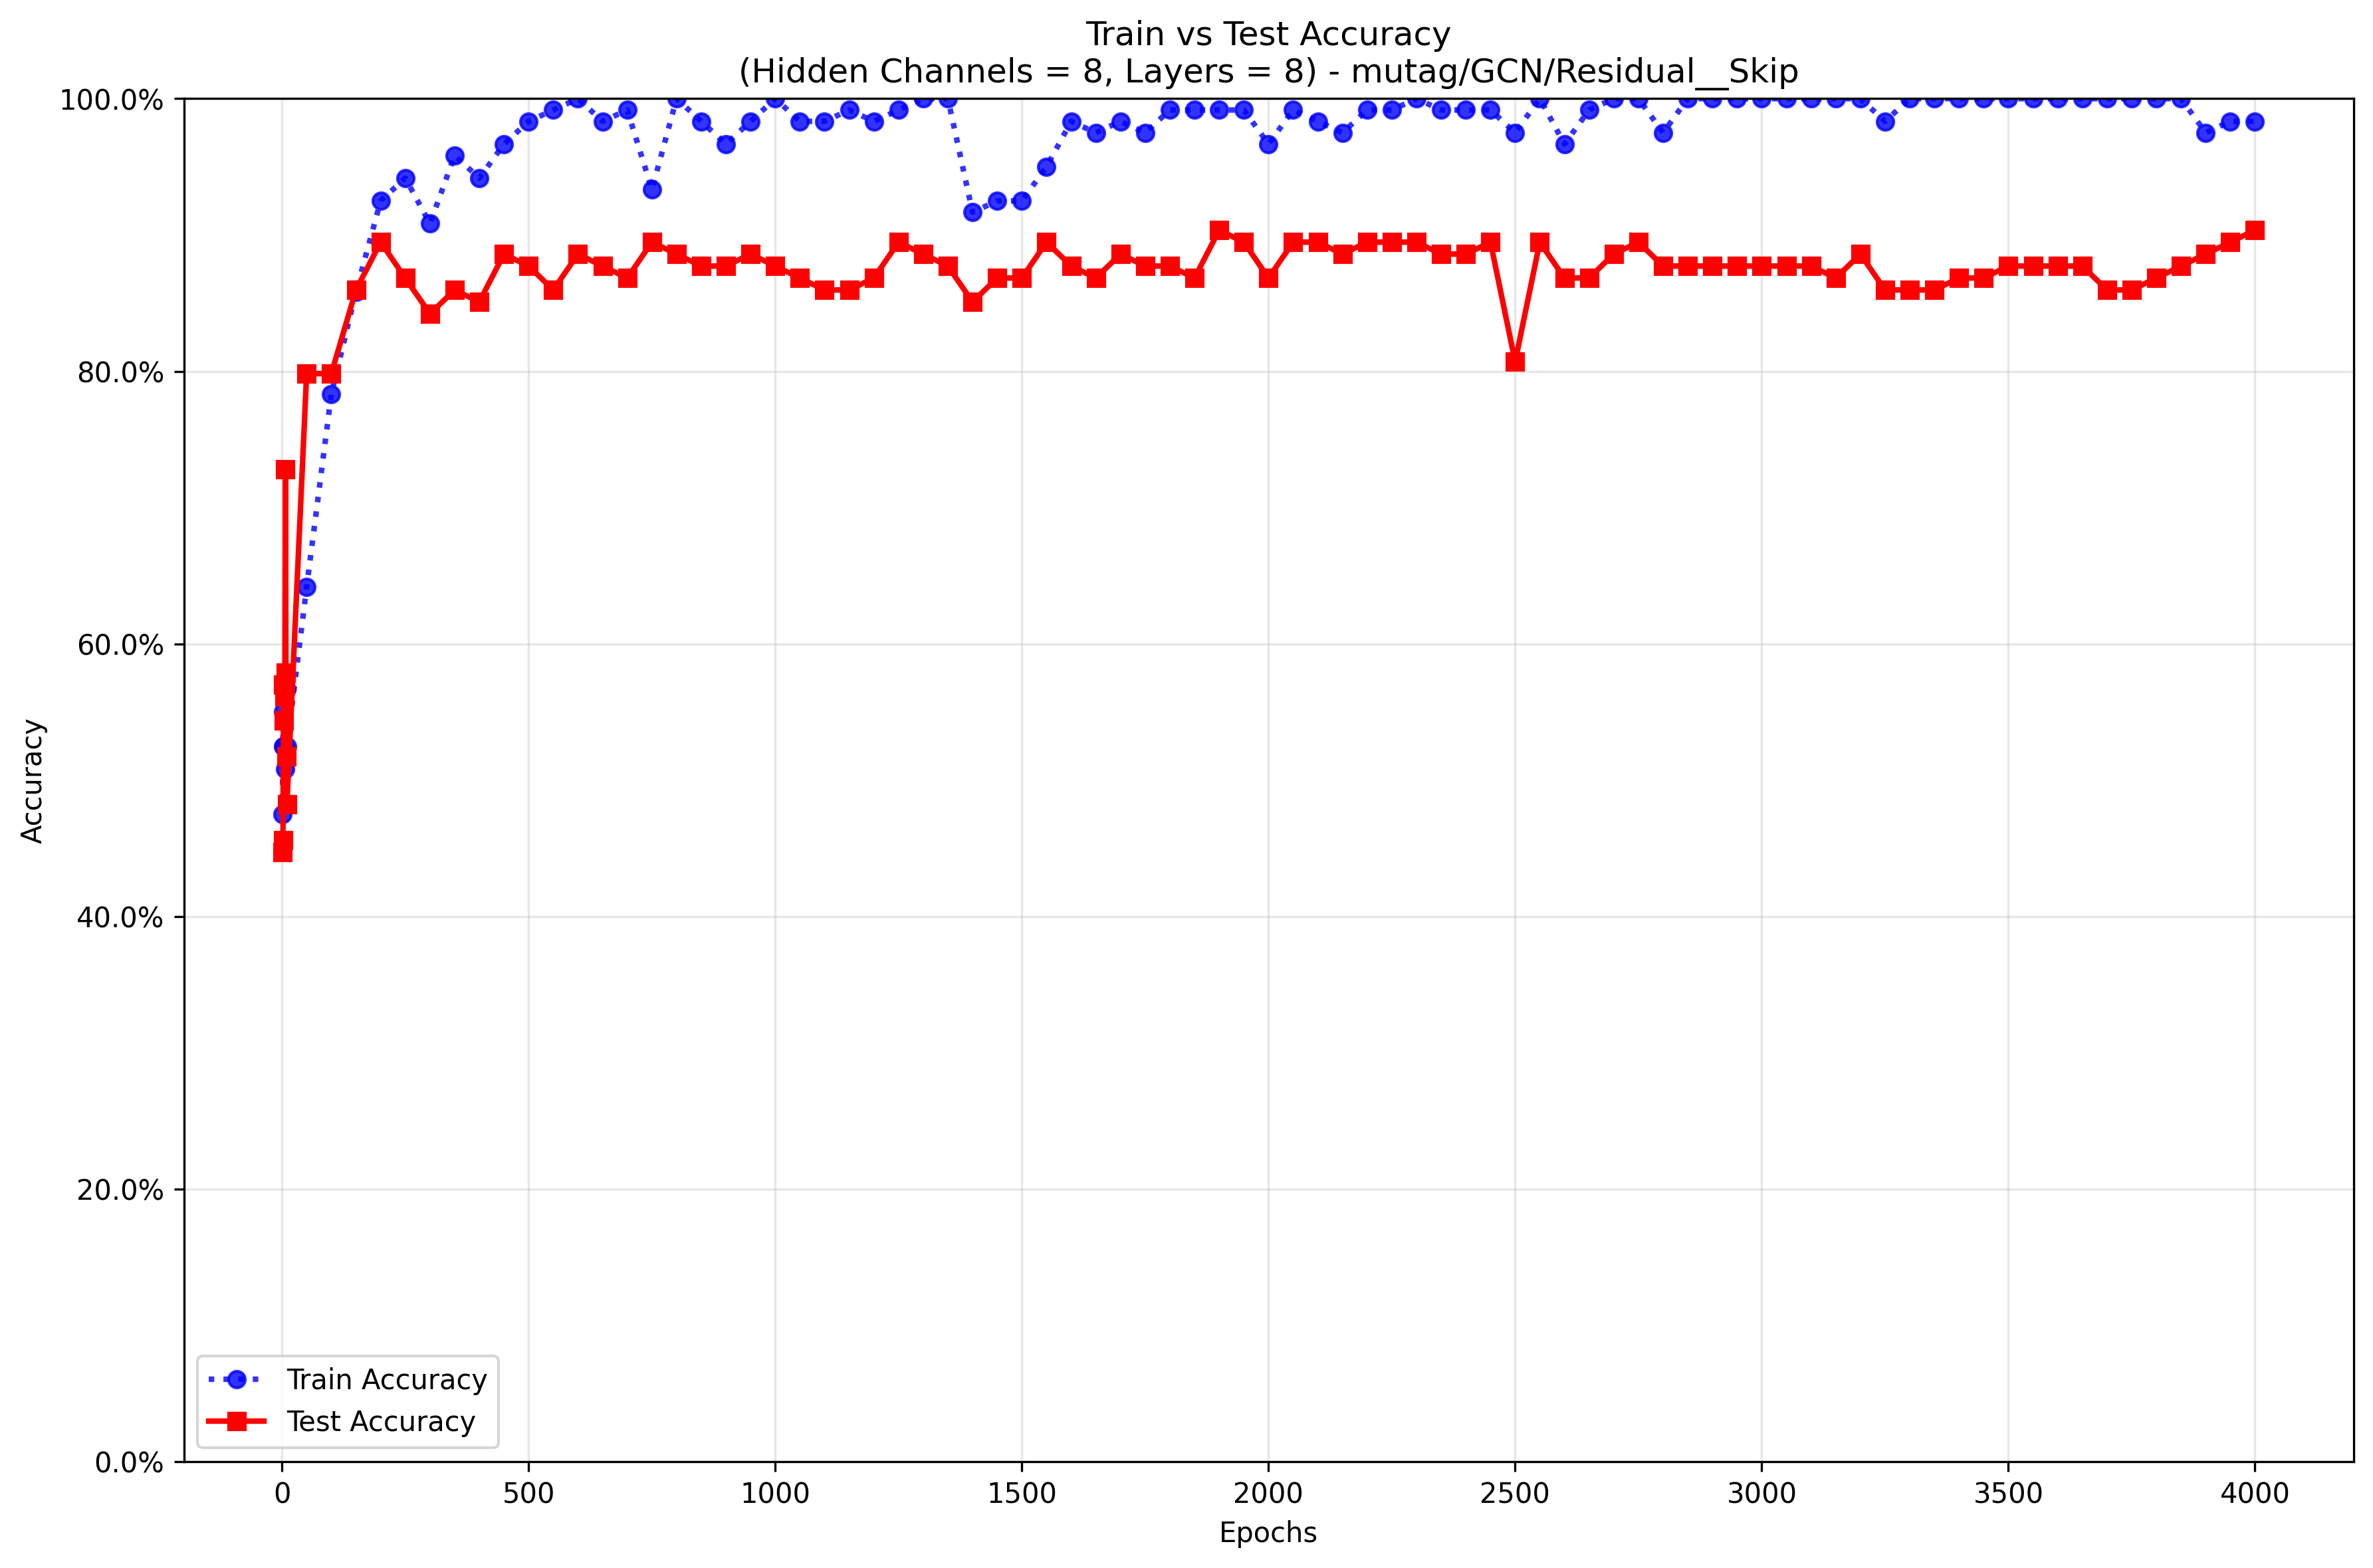 Train vs Test Accuracy
(Hidden Channels = 8, Layers = 8) - mutag/GCN/Residual__Skip
100.0%
80.0%
60.0%
40.0%
20.0%
0.0%
Accuracy
Train Accuracy
Test Accuracy
0
500
1000
1500
2000
2500
3000
3500
4000
Epochs